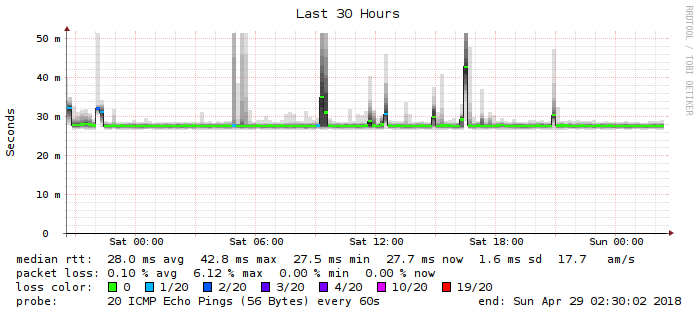 Last 30 Hours
RRDTOOL / TOBI OETIKER
Seconds
50 m
40 m
30 m
20 m
10 m
0
Sat 00:00 Sat 06:00 Sat 12:00 Sat 18:00 Sun 00:00
median rtt: 28.0 ms avg 42.8 ms max 27.5 ms min 27.7 ms now 1.6 ms sd 17.7 am/s
packet loss: 0.10 % avg 6.12 % max 0.00 % min 0.00 % now
loss color: 0 1/20 2/20 3/20 4/20 10/20 19/20
probe: 20 ICMP Echo Pings (56 Bytes) every 60s end: Sun Apr 29 02:30:02 2018